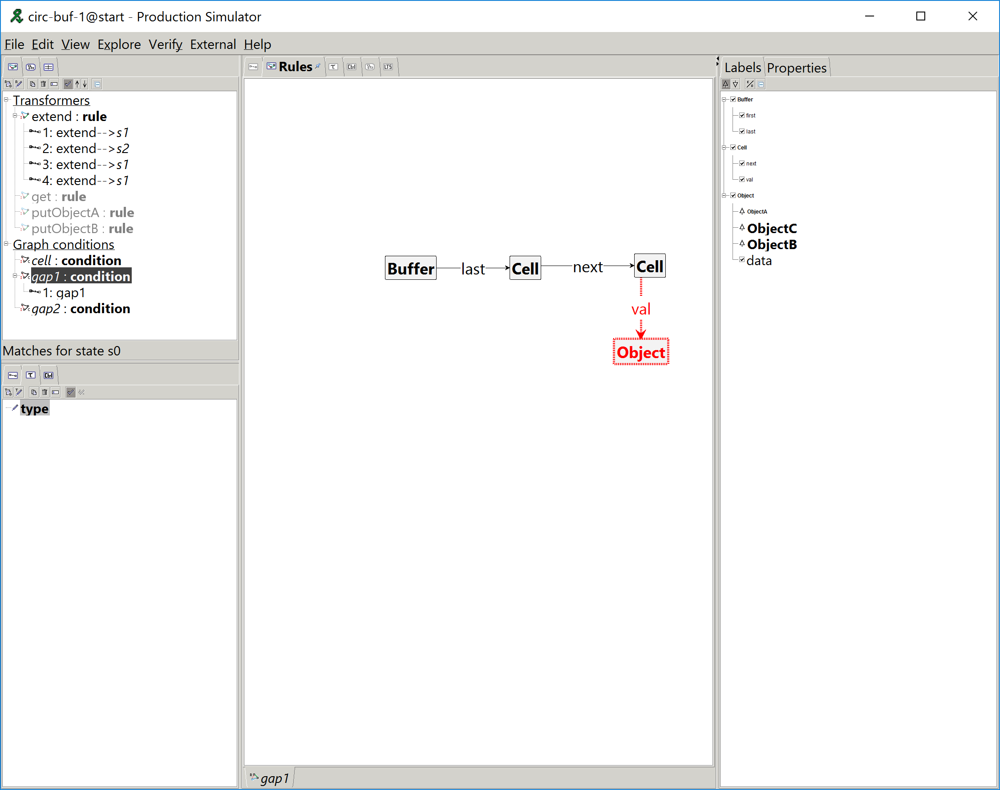 circ-buf-1@start - Production Simulator
File Edit View Explore Verify External Help
Transformers
extend : rule
1: extend-->s1
2: extend-->s2
3: extend-->s1
4: extend-->s1
get : rule
putObjectA : rule
putObjectB : rule
Graph conditions
cell : condition
gap1 : condition
1: gap1
gap2 : condition
Matches for state s0
τ Ctrl
type
Rules τ Ctrl LTS
Buffer last Cell next Cell
val
Object
gap1
Labels Properties
Buffer
first
last
Cell
next
val
Object
ObjectA
ObjectC
ObjectB
data